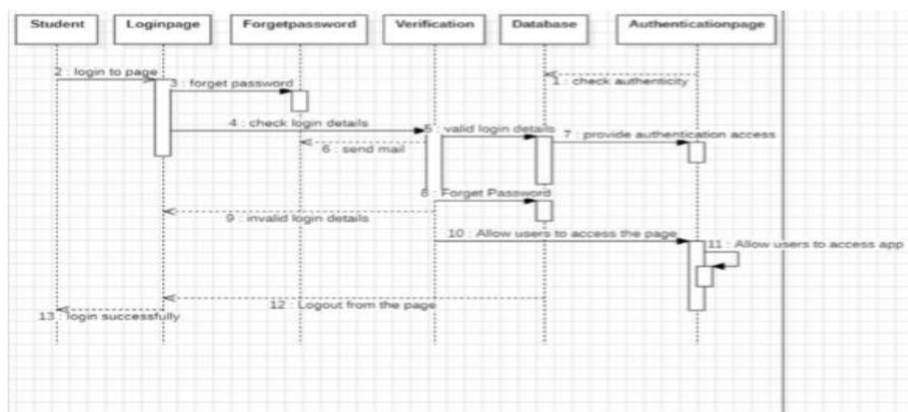 Student Loginpage Forgetpassword Verification Database Authenticationpage
2 : login to page
1 : check authenticity
3 : forget password
4 : check login details
5 : valid login details
7 : provide authentication access
6 : send mail
8 : Forget Password
9 : invalid login details
10 : Allow users to access the page
11 : Allow users to access app
12 : Logout from the page
13 : login successfully